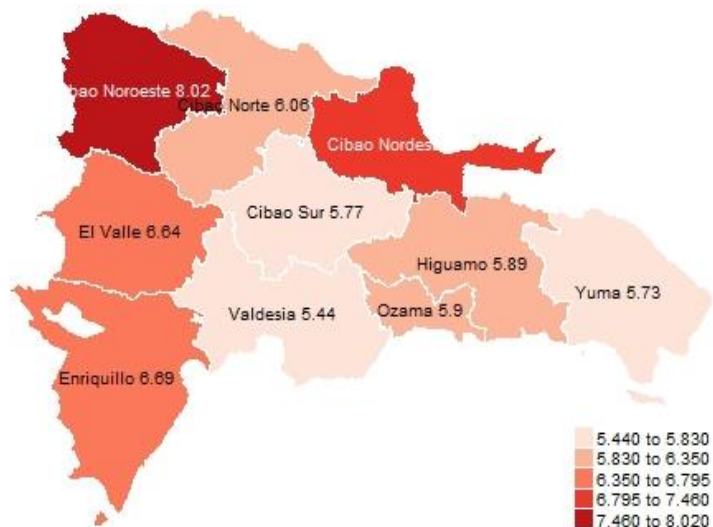 bao Noroeste 8.02
Cibao Norte 6.06
Cibao Nordes
Cibao Sur 5.77
El Valle 6.64
Higuamo 5.89
Yuma 5.73
Valdesia 5.44
Ozama 5.9
Enriquillo 6.69
5.440 to 5.830
5.830 to 6.350
6.350 to 6.795
6.795 to 7.460
7.460 to 8.020